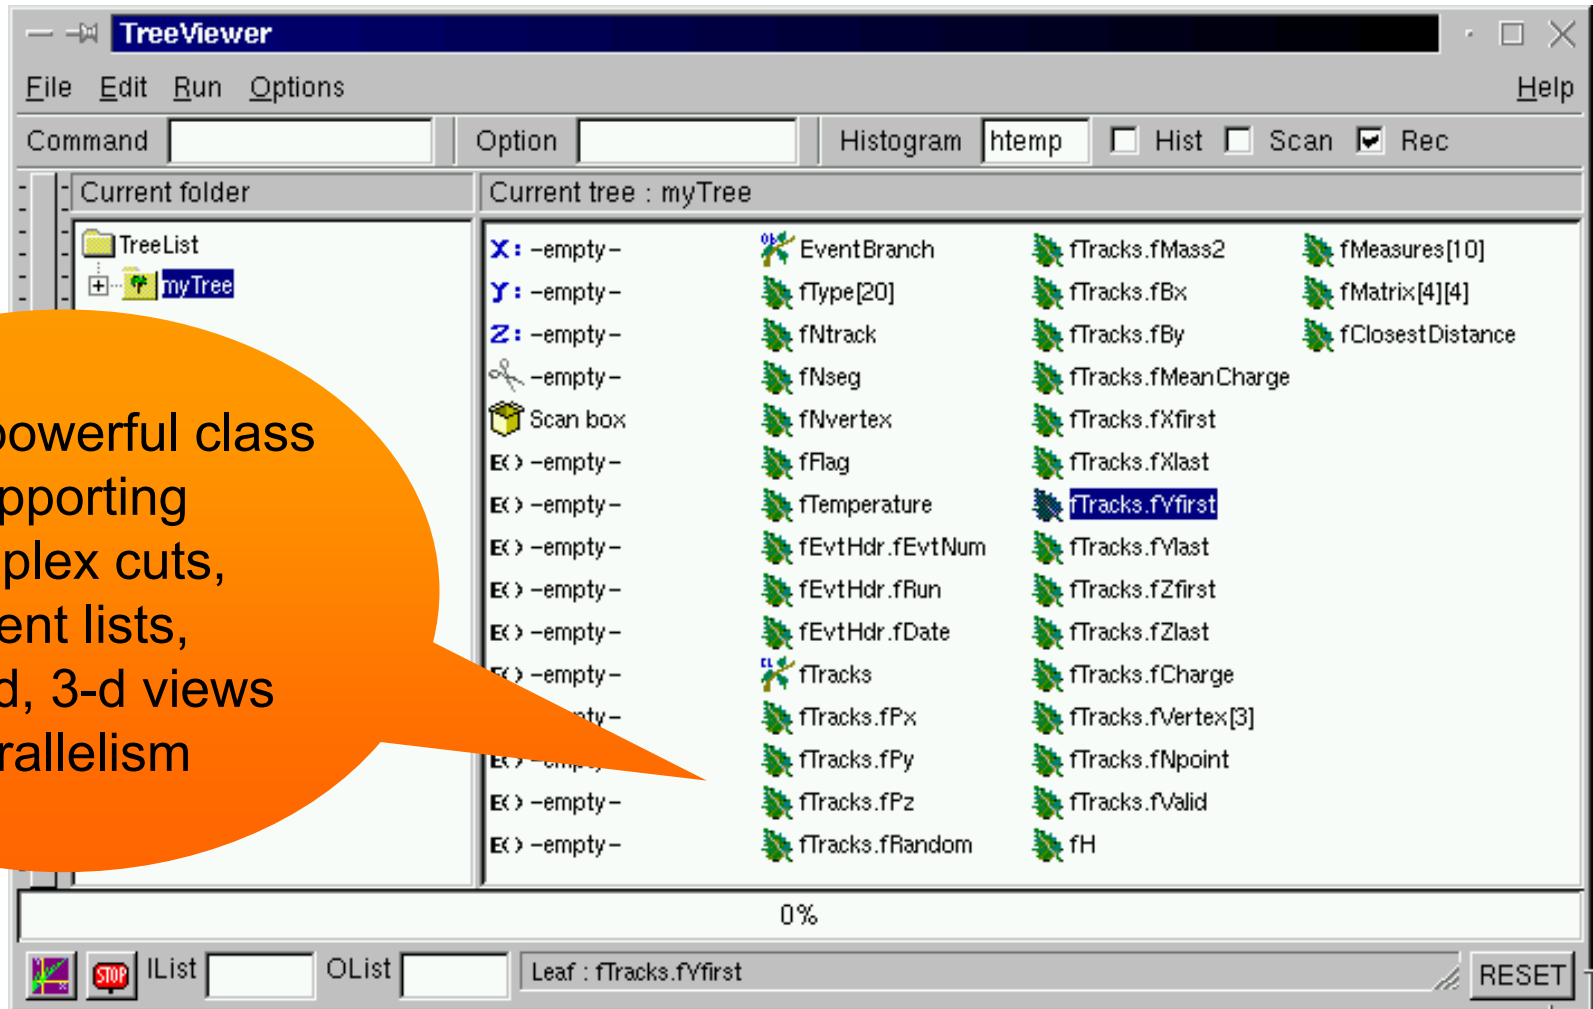 TreeViewer
File Edit Run Options Help
Command Option Histogram htemp Hist Scan Rec
Current folder
Current tree : myTree
TreeList
myTree
X: -empty-
Y: -empty-
Z: -empty-
-empty-
Scan box
E() -empty-
E() -empty-
E() -empty-
E() -empty-
E() -empty-
E() -empty-
-empty-
E() -empty-
E() -empty-
E() -empty-
EventBranch
fType[20]
fNtrack
fNseg
fNvertex
fFlag
fTemperature
fEvtHdr.fEvtNum
fEvtHdr.fRun
fEvtHdr.fDate
fTracks
fTracks.fPx
fTracks.fPy
fTracks.fPz
fTracks.fRandom
fTracks.fMass2
fTracks.fBx
fTracks.fBy
fTracks.fMeanCharge
fTracks.fXfirst
fTracks.fXlast
fTracks.fYfirst
fTracks.fYlast
fTracks.fZfirst
fTracks.fZlast
fTracks.fCharge
fTracks.fVertex[3]
fTracks.fNpoint
fTracks.fValid
fH
fMeasures[10]
fMatrix[4][4]
fClosestDistance
powerful class
pporting
plex cuts,
ent lists,
d, 3-d views
rallelism
0%
STOP IList OList Leaf : fTracks.fYfirst RESET